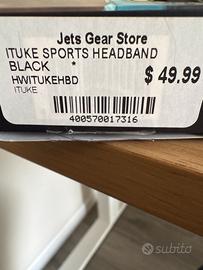 Jets Gear Store
ITUKE SPORTS HEADBAND
BLACK *
HWITUKEHBD
$ 49.99
ITUKE
400570017316
subito